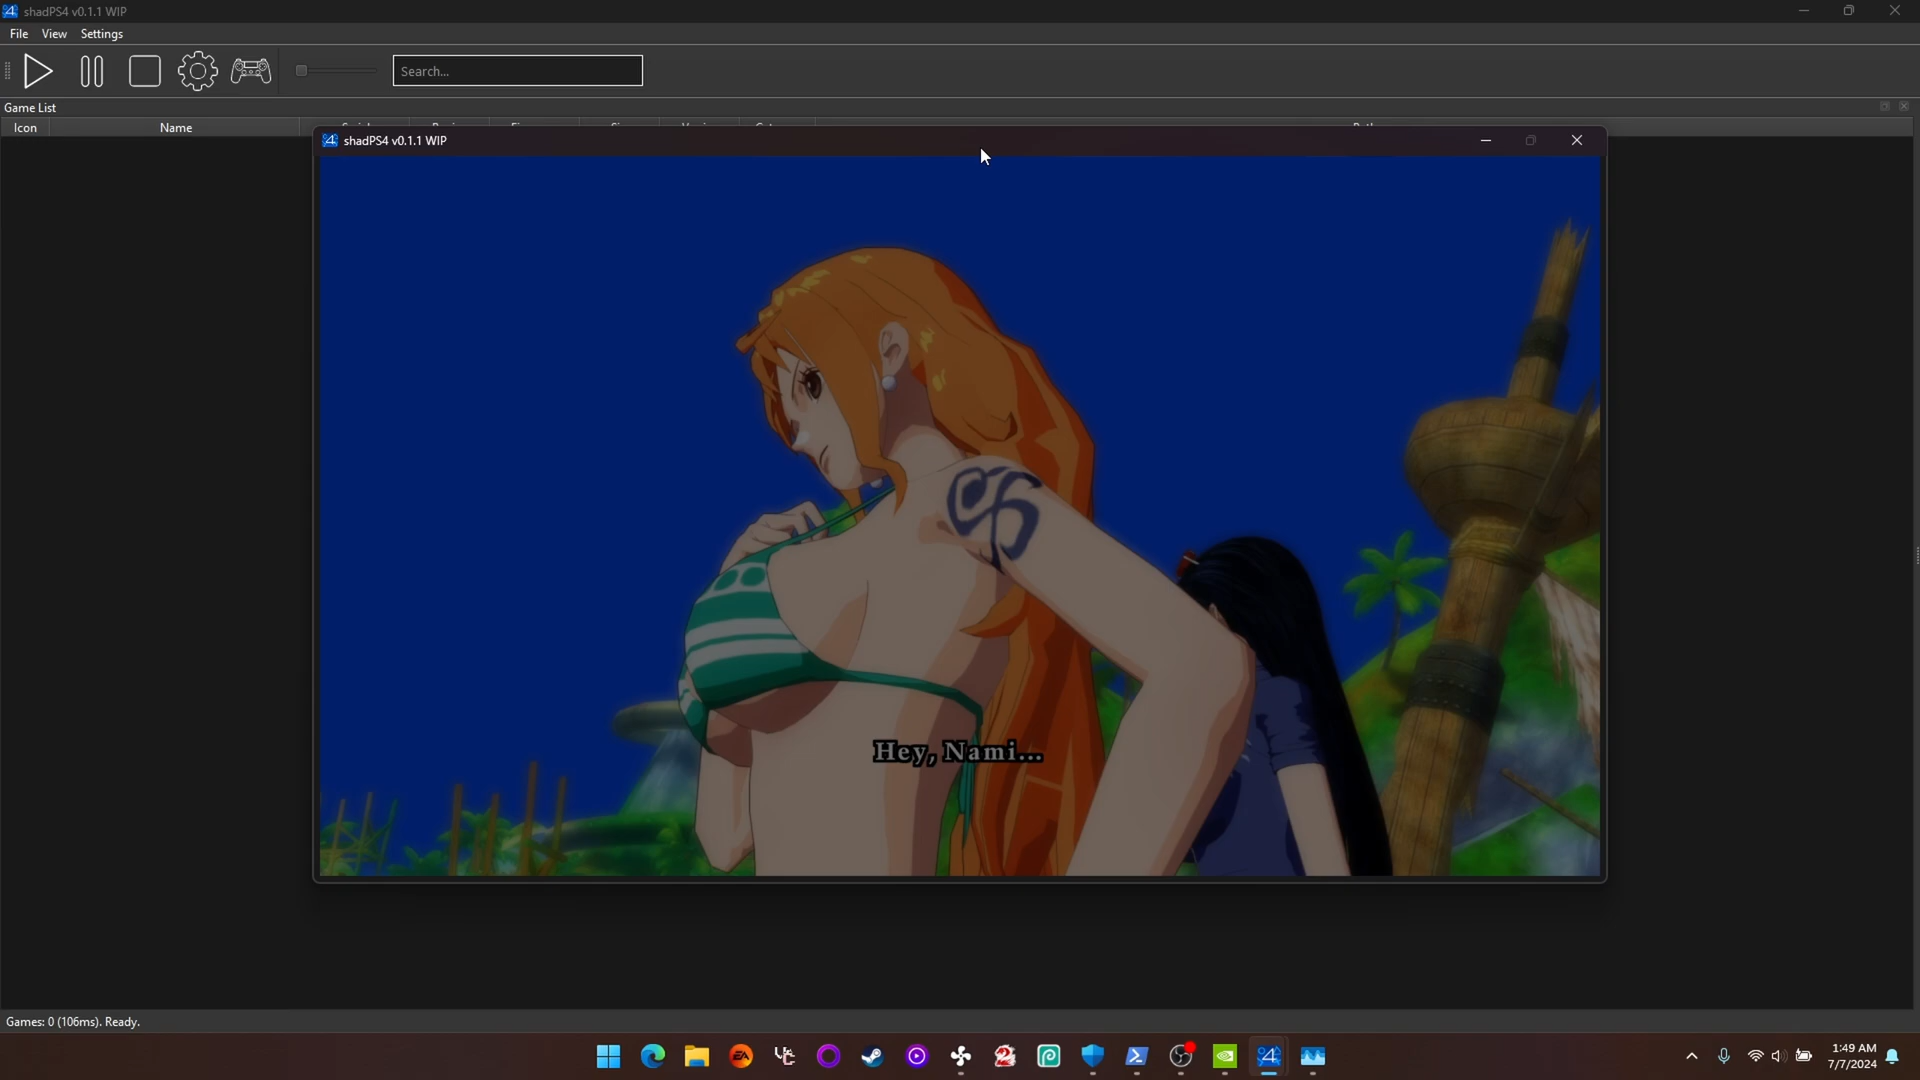 shadPS4 v0.1.1 WIP
File View Settings
Search...
Game List
Icon Name
shadPS4 v0.1.1 WIP
Hey, Nami...
Games: 0 (106ms). Ready.
1:49 AM
7/7/2024